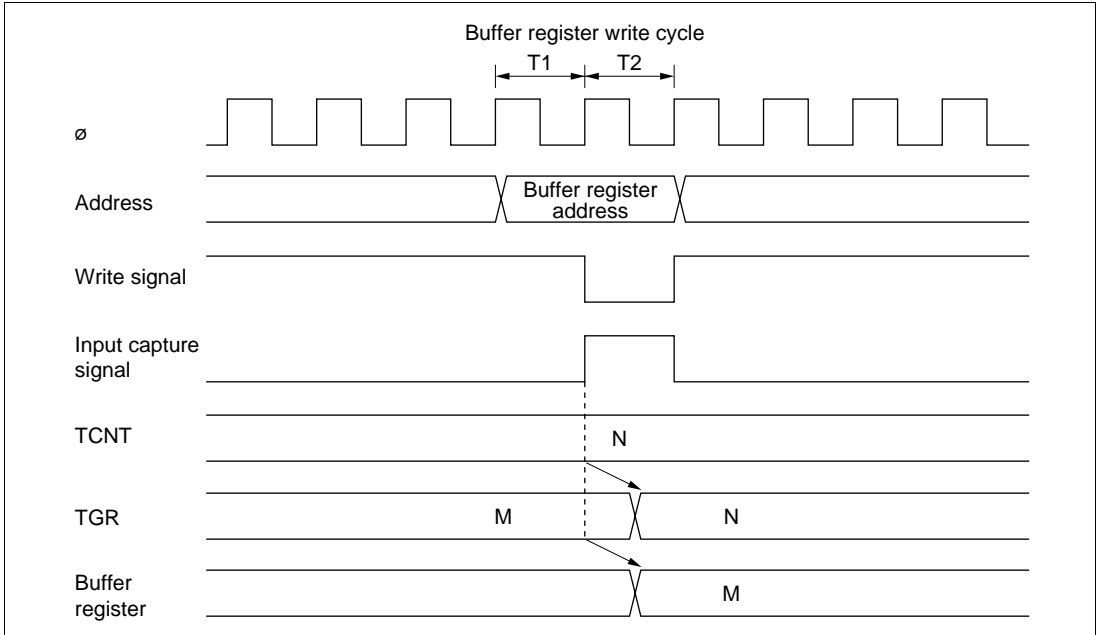 Buffer register write cycle
T1 T2
ø
Address
Buffer register
address
Write signal
Input capture
signal
TCNT
N
TGR
M N
Buffer
register
M